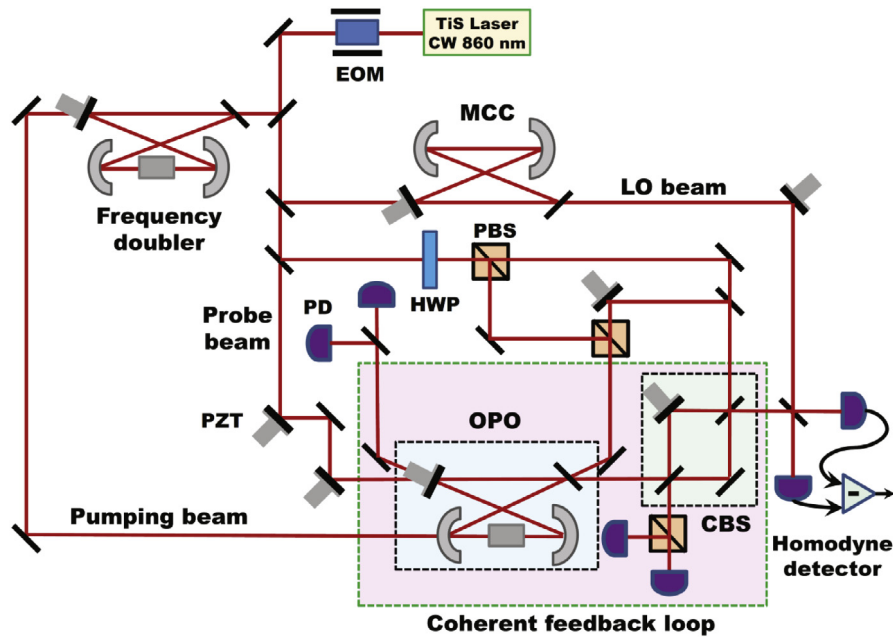 TiS Laser
CW 860 nm
EOM
MCC
Frequency
doubler
LO beam
PBS
HWP
PD
Probe
beam
PZT
OPO
Pumping beam
CBS
-
Homodyne
detector
Coherent feedback loop